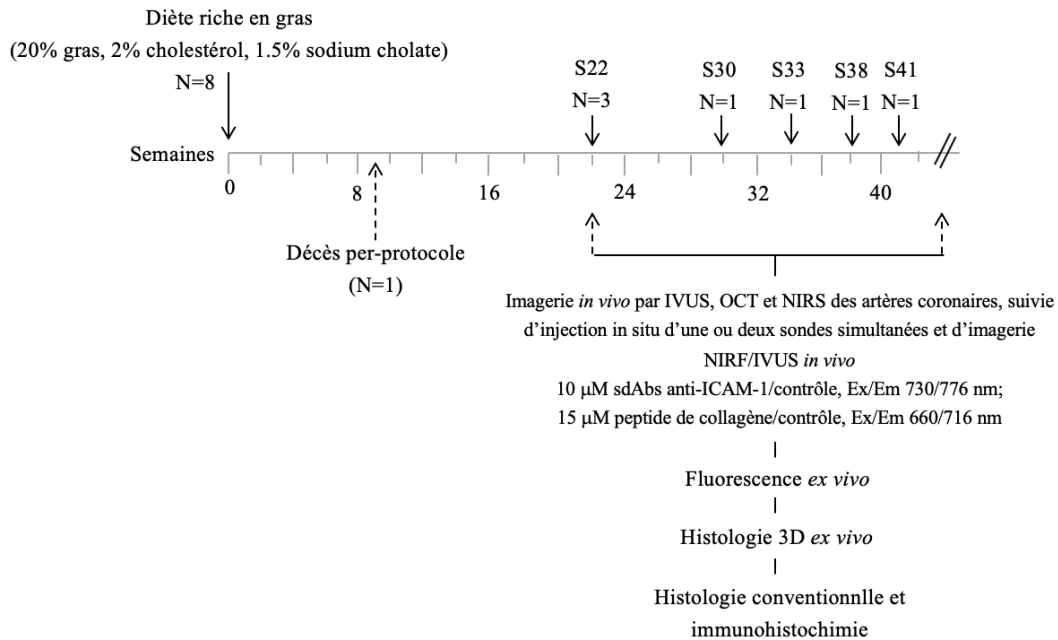 Diète riche en gras
(20% gras, 2% cholestérol, 1.5% sodium cholate)
N=8
S22
N=3
S30
N=1
S33
N=1
S38
N=1
S41
N=1
Semaines
0
8
16
24
32
40
Décès per-protocole
(N=1)
Imagerie in vivo par IVUS, OCT et NIRS des artères coronaires, suivie
d’injection in situ d’une ou deux sondes simultanées et d’imagerie
NIRF/IVUS in vivo
10 μM sdAbs anti-ICAM-1/contrôle, Ex/Em 730/776 nm;
15 μM peptide de collagène/contrôle, Ex/Em 660/716 nm
Fluorescence ex vivo
Histologie 3D ex vivo
Histologie conventionnlle et
immunohistochimie